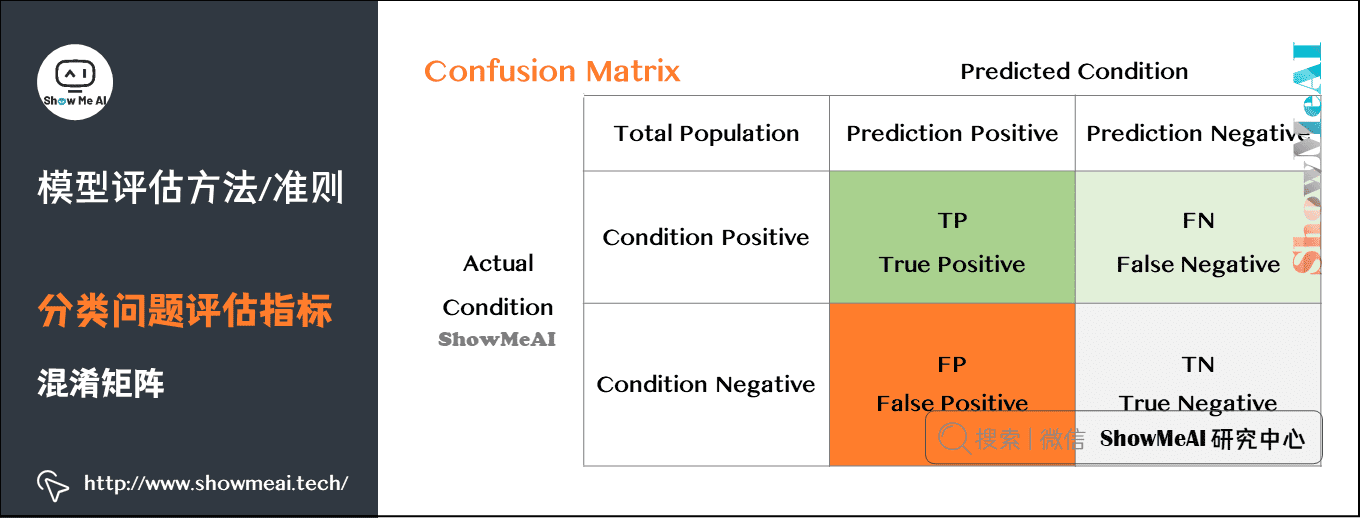 Show Me AI
模型评估方法/准则
分类问题评估指标
混淆矩阵
http://www.showmeai.tech/
Confusion Matrix
Predicted Condition
Total Population
Prediction Positive
Prediction Negative
Actual
Condition
ShowMeAI
Condition Positive
TP
True Positive
FN
False Negative
Condition Negative
FP
False Positive
TN
True Negative
搜索 | 微信 ShowMeAI 研究中心
ShowMeAI